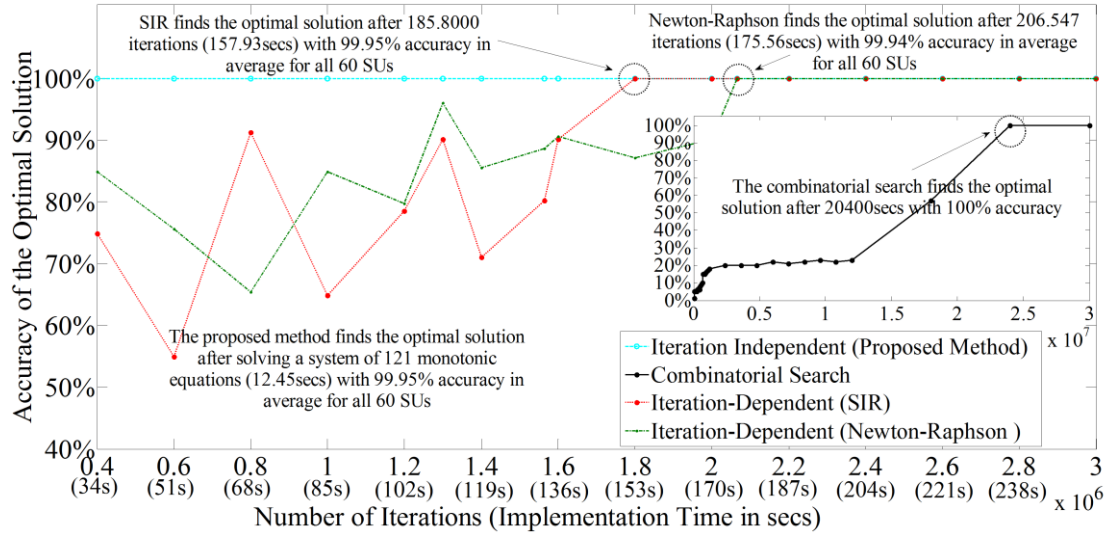 SIR finds the optimal solution after 185.8000
iterations (157.93secs) with 99.95% accuracy in
average for all 60 SUs
Newton-Raphson finds the optimal solution after 206.547
iterations (175.56secs) with 99.94% accuracy in average
for all 60 SUs
Accuracy of the Optimal Solution
100%
90%
80%
70%
60%
50%
40%
The proposed method finds the optimal solution
after solving a system of 121 monotonic
equations (12.45secs) with 99.95% accuracy in
average for all 60 SUs
100%
90%
80%
70%
60%
50%
40%
30%
20%
10%
0%
The combinatorial search finds the optimal
solution after 20400secs with 100% accuracy
0 0.5 1 1.5 2 2.5 3
x 10^7
Iteration Independent (Proposed Method)
Combinatorial Search
Iteration-Dependent (SIR)
Iteration-Dependent (Newton-Raphson )
0.4 0.6 0.8 1 1.2 1.4 1.6 1.8 2 2.2 2.4 2.6 2.8 3
(34s) (51s) (68s) (85s) (102s) (119s) (136s) (153s) (170s) (187s) (204s) (221s) (238s)
x 10^6
Number of Iterations (Implementation Time in secs)